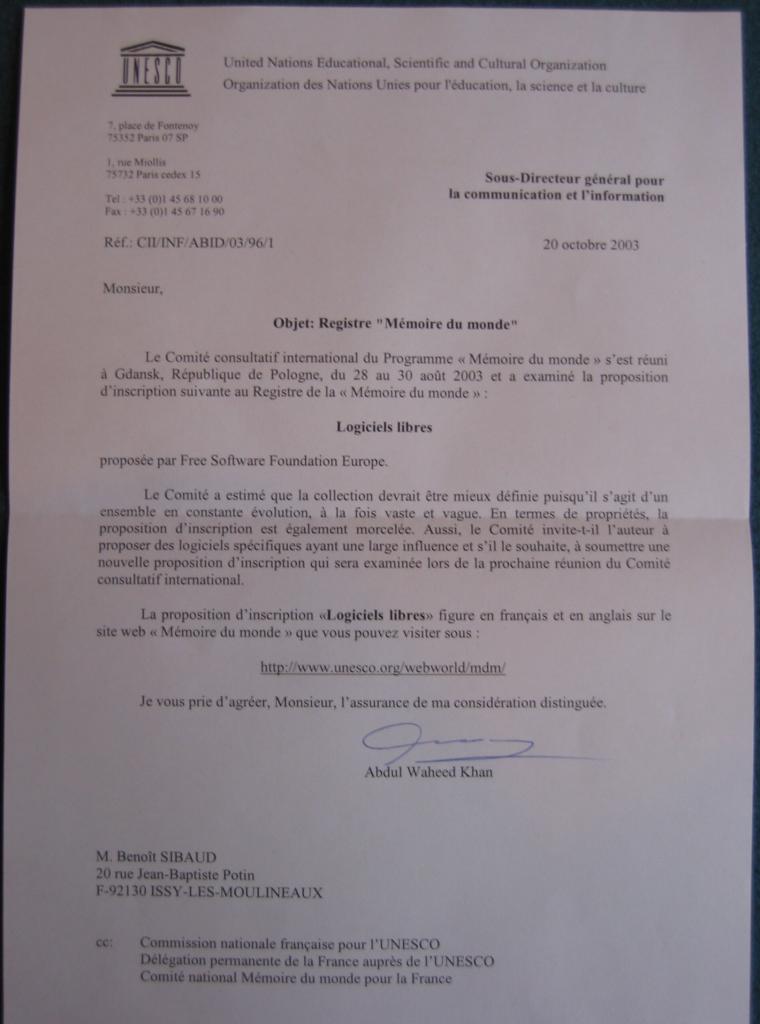 UNESCO
United Nations Educational, Scientific and Cultural Organization
Organization des Nations Unies pour l'éducation, la science et la culture
7, place de Fontenoy
75352 Paris 07 SP
1, rue Miollis
75732 Paris cedex 15
Tel : +33 (0)1 45 68 10 00
Fax : +33 (0)1 45 67 16 90
Sous-Directeur général pour
la communication et l'information
Réf.: CII/INF/ABID/03/96/1
20 octobre 2003
Monsieur,
Objet: Registre "Mémoire du monde"
Le Comité consultatif international du Programme « Mémoire du monde » s'est réuni
à Gdansk, République de Pologne, du 28 au 30 août 2003 et a examiné la proposition
d'inscription suivante au Registre de la « Mémoire du monde » :
Logiciels libres
proposée par Free Software Foundation Europe.
Le Comité a estimé que la collection devrait être mieux définie puisqu'il s'agit d'un
ensemble en constante évolution, à la fois vaste et vague. En termes de propriétés, la
proposition d'inscription est également morcelée. Aussi, le Comité invite-t-il l'auteur à
proposer des logiciels spécifiques ayant une large influence et s'il le souhaite, à soumettre une
nouvelle proposition d'inscription qui sera examinée lors de la prochaine réunion du Comité
consultatif international.
La proposition d'inscription «Logiciels libres» figure en français et en anglais sur le
site web « Mémoire du monde » que vous pouvez visiter sous :
http://www.unesco.org/webworld/mdm/
Je vous prie d'agréer, Monsieur, l'assurance de ma considération distinguée.
Abdul Waheed Khan
M. Benoît SIBAUD
20 rue Jean-Baptiste Potin
F-92130 ISSY-LES-MOULINEAUX
cc: Commission nationale française pour l'UNESCO
Délégation permanente de la France auprès de l'UNESCO
Comité national Mémoire du monde pour la France